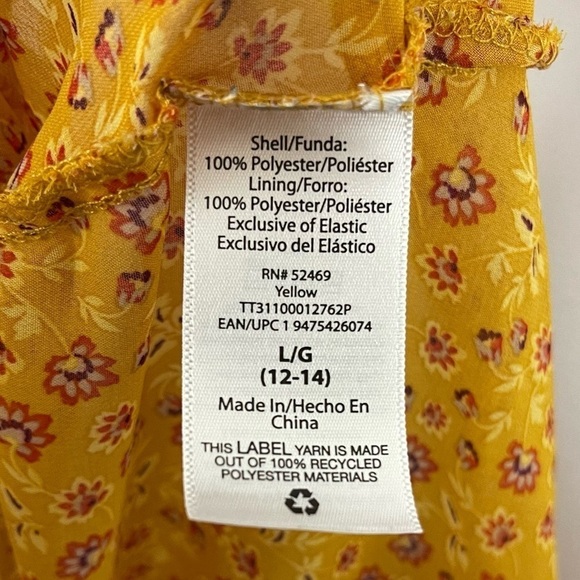 Shell/Funda:
100% Polyester/Poliéster
Lining/Forro:
100% Polyester/Poliéster
Exclusive of Elastic
Exclusivo del Elástico
RN# 52469
Yellow
TT31100012762P
EAN/UPC 1 9475426074
L/G
(12-14)
Made In/Hecho En
China
THIS LABEL YARN IS MADE
OUT OF 100% RECYCLED
POLYESTER MATERIALS